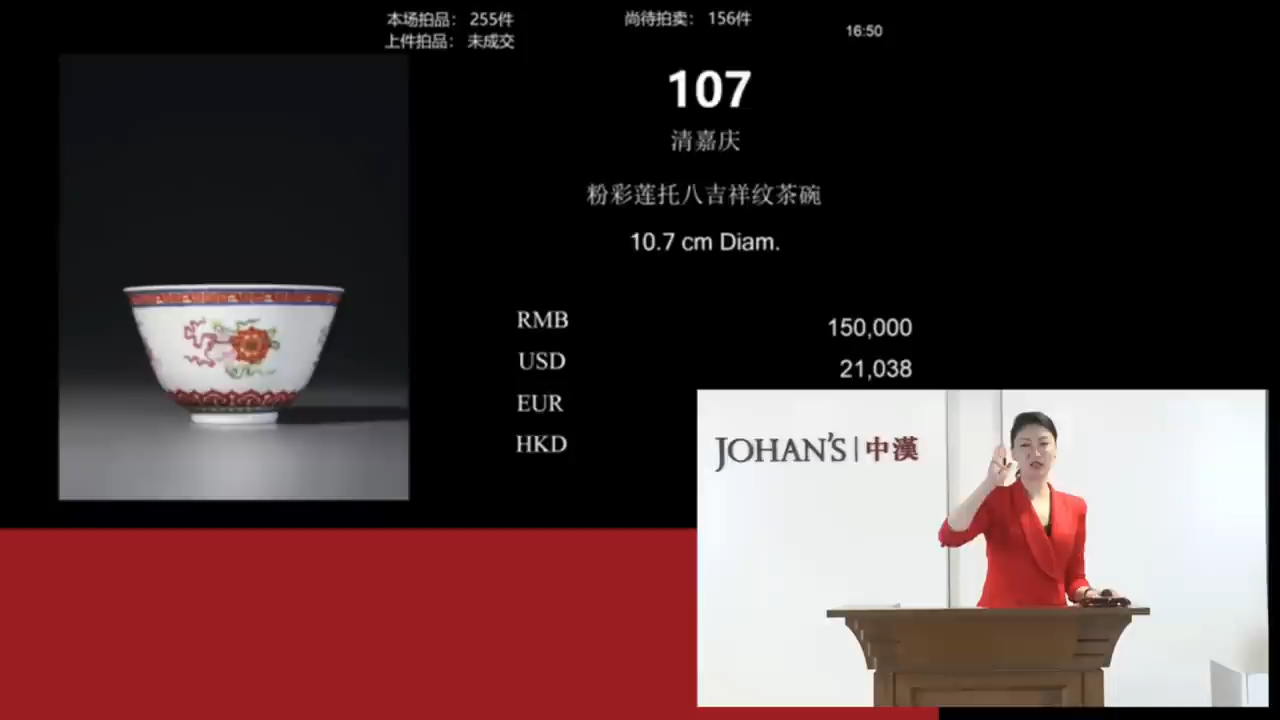 本场拍品： 255件
上件拍品： 未成交
尚待拍卖： 156件
16:50
107
清嘉庆
粉彩莲托八吉祥纹茶碗
10.7 cm Diam.
RMB 150,000
USD 21,038
EUR
HKD
JOHAN'S | 中漢